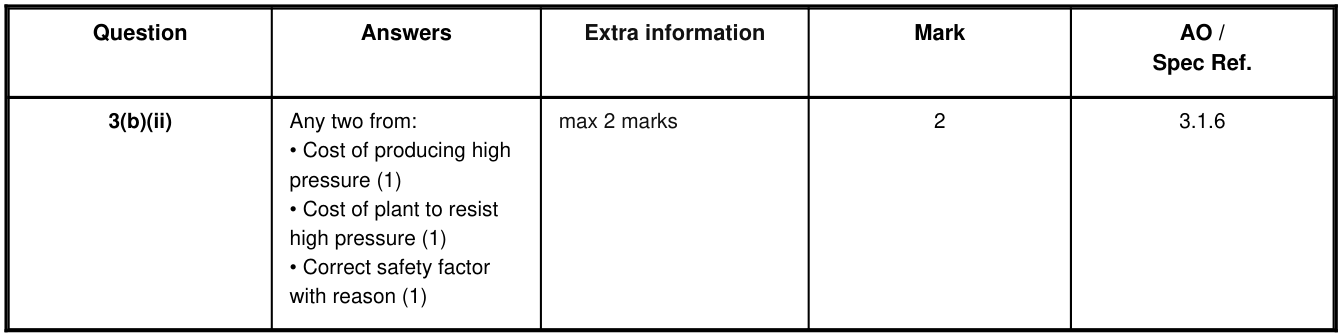 Question Answers Extra information Mark AO /
Spec Ref.
3(b)(ii) Any two from: max 2 marks 2 3.1.6
• Cost of producing high
pressure (1)
• Cost of plant to resist
high pressure (1)
• Correct safety factor
with reason (1)